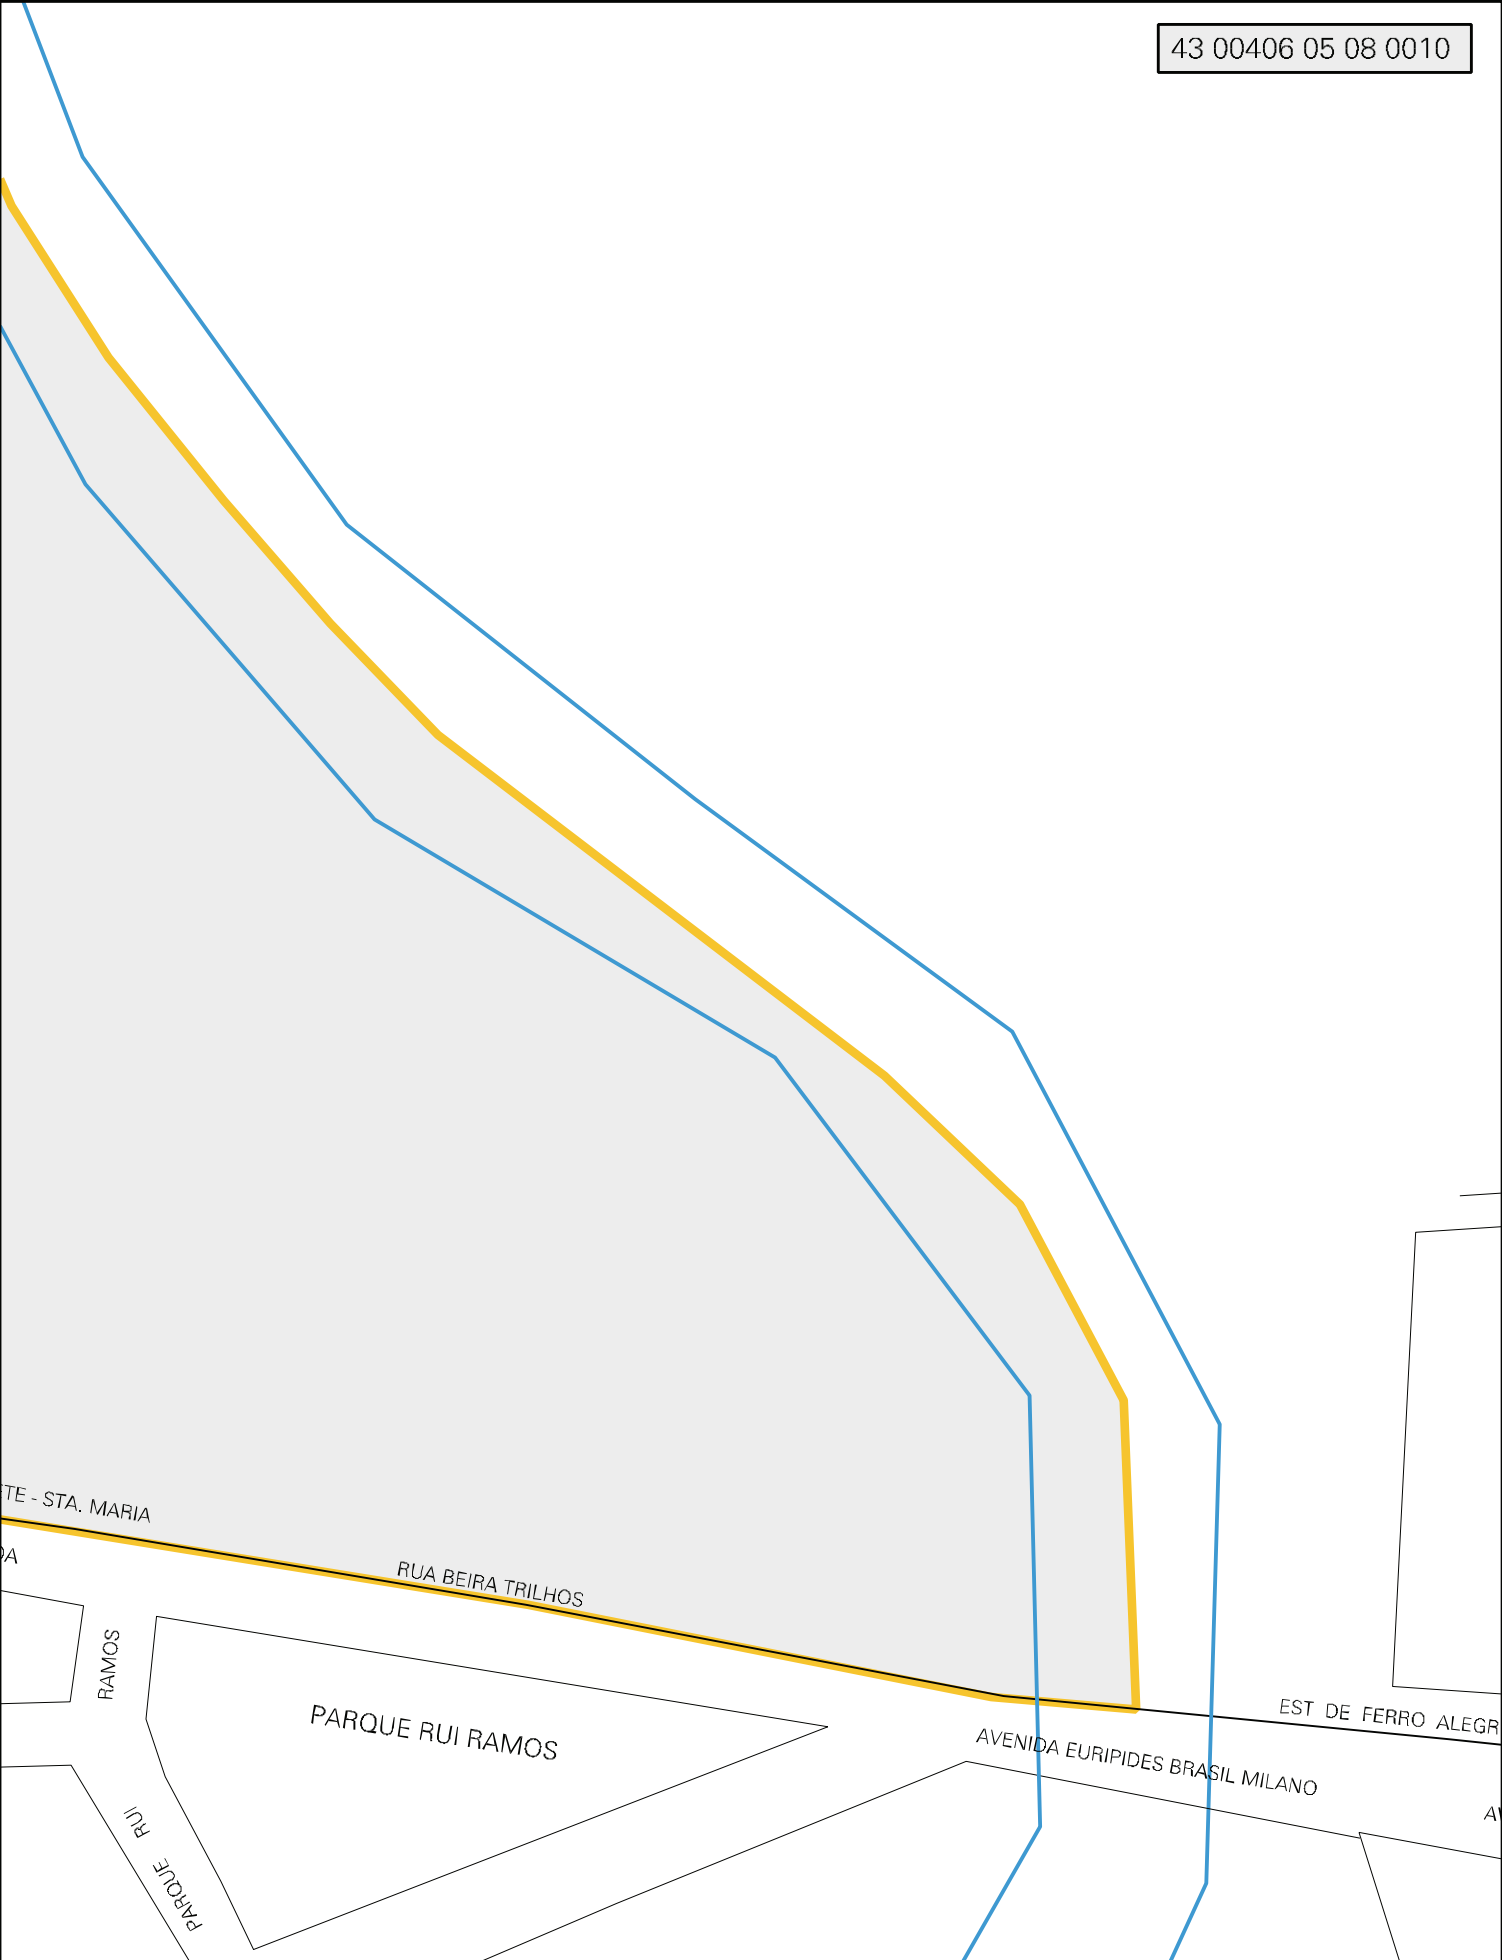 43 00406 05 08 0010
TE - STA. MARIA
RUA BEIRA TRILHOS
DA
RAMOS
PARQUE RUI RAMOS
EST DE FERRO ALEGR
AVENIDA EURIPIDES BRASIL MILANO
AV
PARQUE RUI